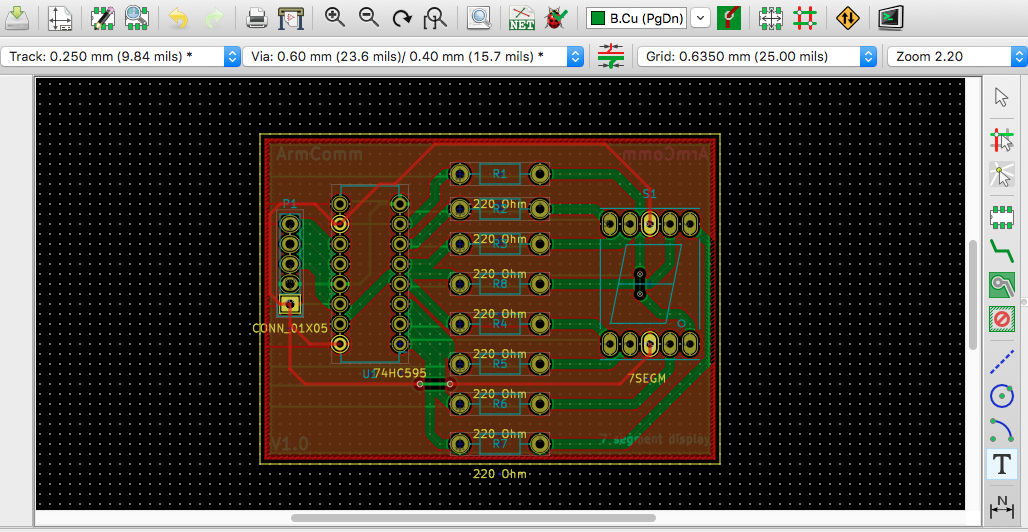 NET
B.Cu (PgDn)
Track: 0.250 mm (9.84 mils) *
Via: 0.60 mm (23.6 mils)/ 0.40 mm (15.7 mils) *
Grid: 0.6350 mm (25.00 mils)
Zoom 2.20
ArmComm
ArmComm
R1
S1
P1
220 Ohm
R2
220 Ohm
R3
220 Ohm
R8
220 Ohm
R4
CONN_01X05
220 Ohm
R5
U1
74HC595
7SEGM
220 Ohm
R6
220 Ohm
R7
V1.0
7 segment display
220 Ohm
T
N